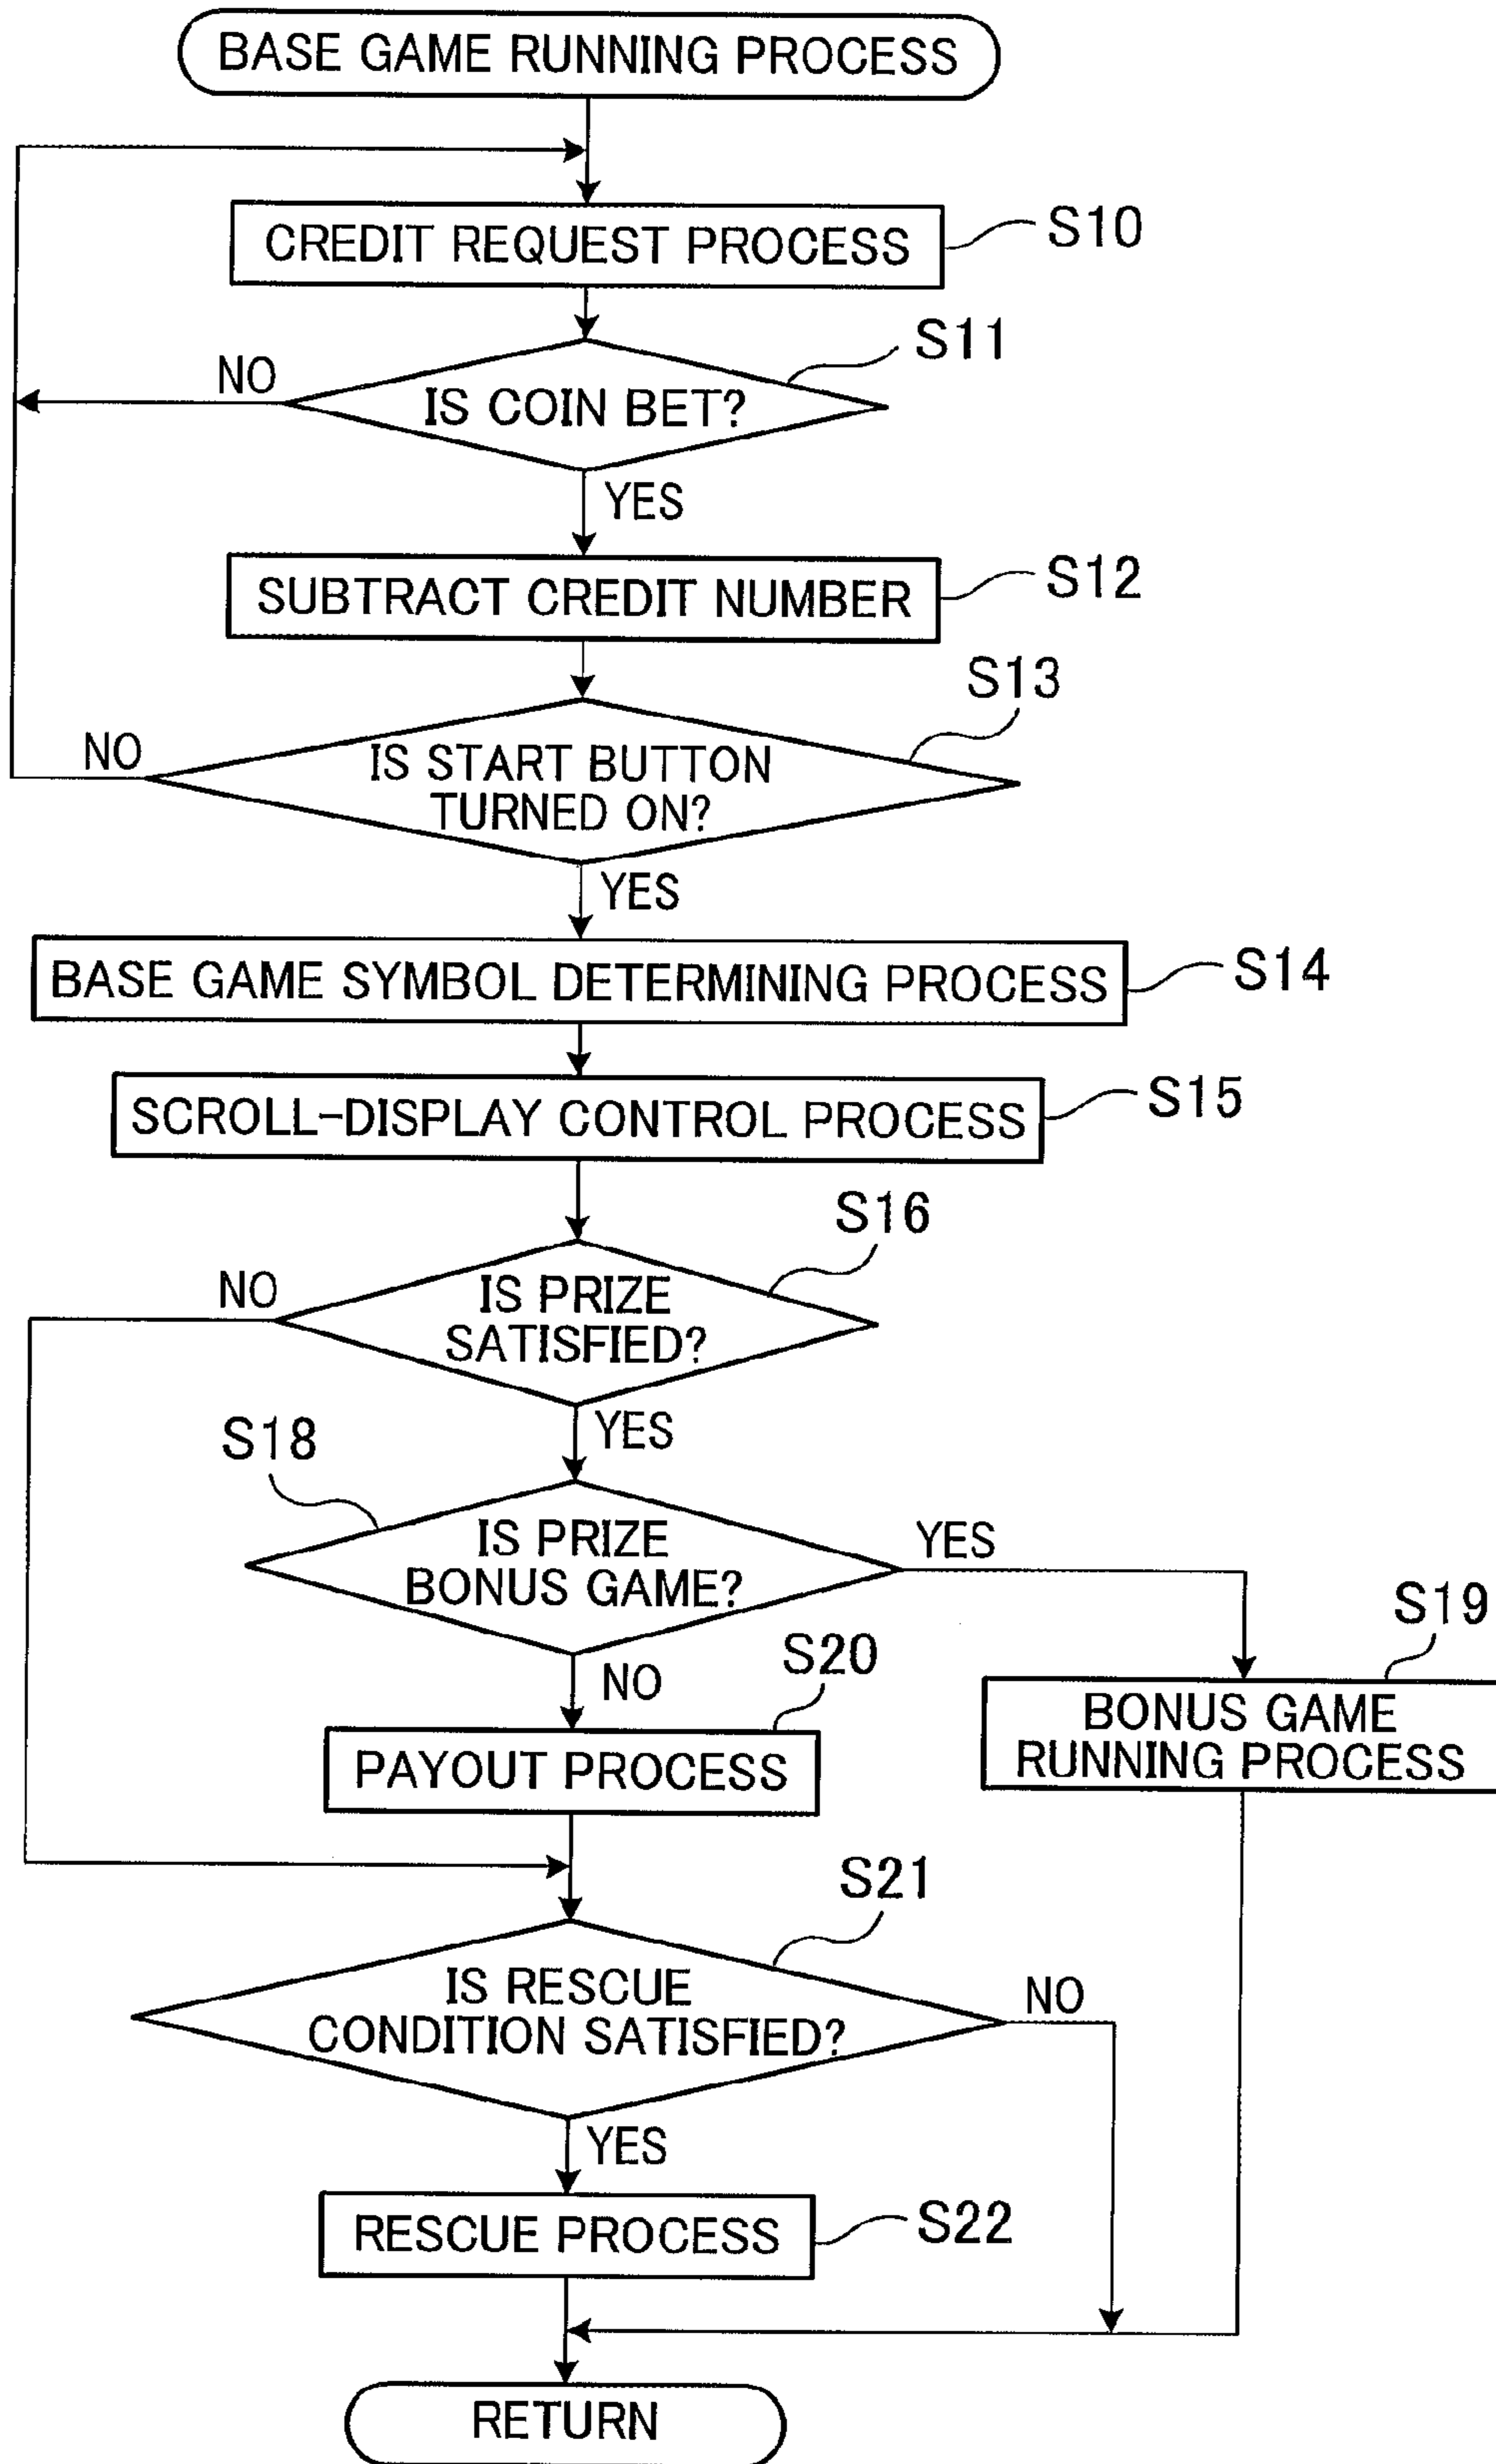 BASE GAME RUNNING PROCESS
CREDIT REQUEST PROCESS
S10
S11
NO
IS COIN BET?
YES
SUBTRACT CREDIT NUMBER
S12
S13
NO
IS START BUTTON
TURNED ON?
YES
BASE GAME SYMBOL DETERMINING PROCESS
S14
SCROLL-DISPLAY CONTROL PROCESS
S15
S16
NO
IS PRIZE
SATISFIED?
YES
S18
IS PRIZE
BONUS GAME?
YES
S19
NO
S20
BONUS GAME
RUNNING PROCESS
PAYOUT PROCESS
S21
IS RESCUE
CONDITION SATISFIED?
NO
YES
RESCUE PROCESS
S22
RETURN